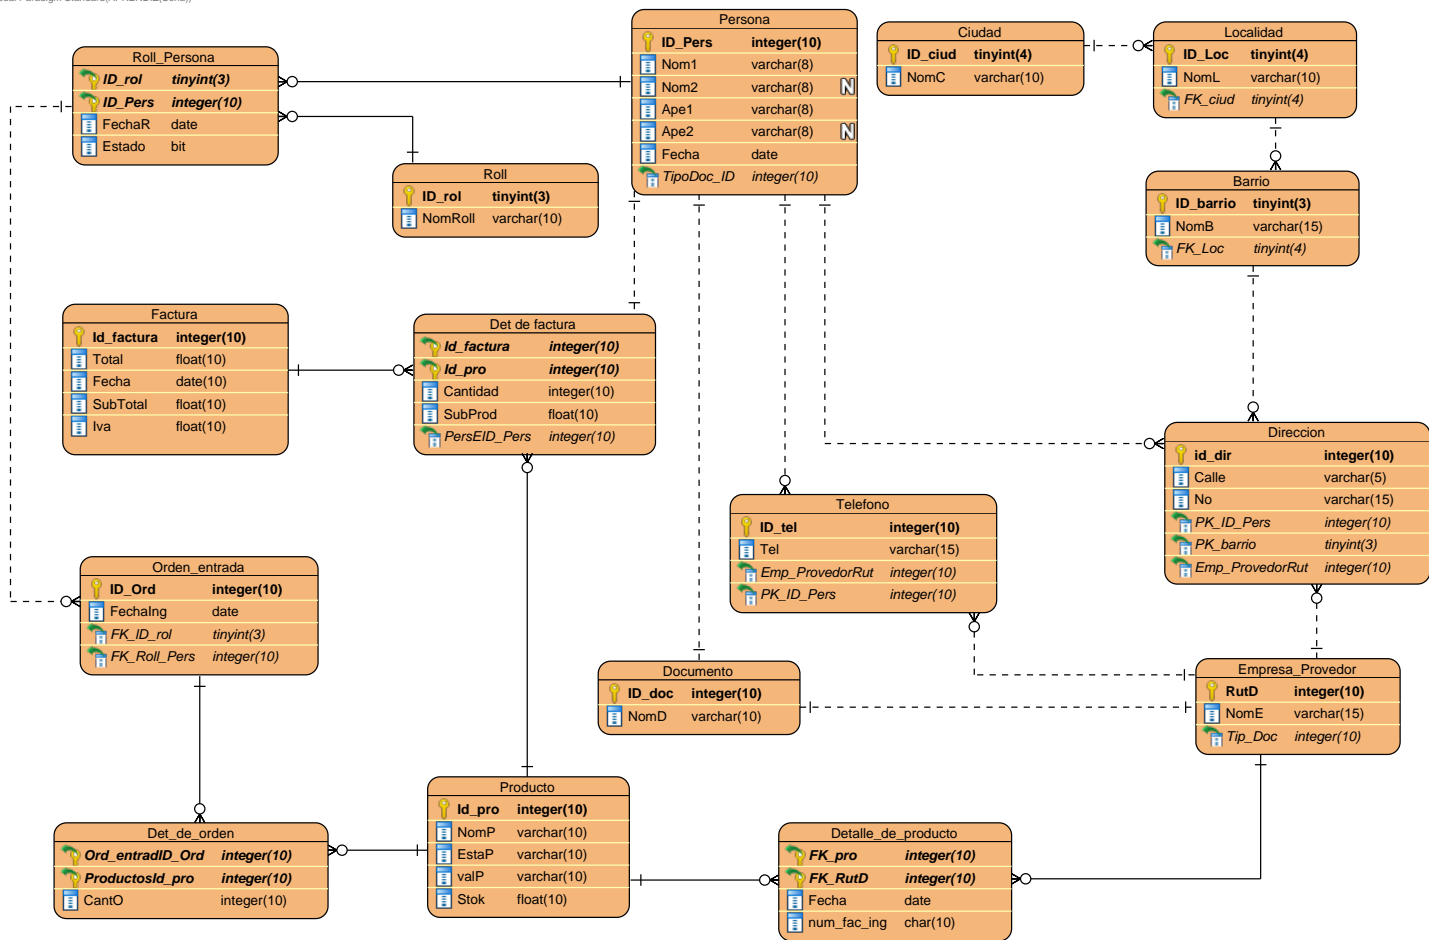 Roll_Persona
ID_rol tinyint(3)
ID_Pers integer(10)
FechaR date
Estado bit
Persona
ID_Pers integer(10)
Nom1 varchar(8)
Nom2 varchar(8) N
Ape1 varchar(8)
Ape2 varchar(8) N
Fecha date
TipoDoc_ID integer(10)
Ciudad
ID_ciud tinyint(4)
NomC varchar(10)
Localidad
ID_Loc tinyint(4)
NomL varchar(10)
FK_ciud tinyint(4)
Roll
ID_rol tinyint(3)
NomRoll varchar(10)
Barrio
ID_barrio tinyint(3)
NomB varchar(15)
FK_Loc tinyint(4)
Factura
Id_factura integer(10)
Total float(10)
Fecha date(10)
SubTotal float(10)
Iva float(10)
Det de factura
Id_factura integer(10)
Id_pro integer(10)
Cantidad integer(10)
SubProd float(10)
PersEID_Pers integer(10)
Direccion
id_dir integer(10)
Calle varchar(5)
No varchar(15)
PK_ID_Pers integer(10)
PK_barrio tinyint(3)
Emp_ProvedorRut integer(10)
Telefono
ID_tel integer(10)
Tel varchar(15)
Emp_ProvedorRut integer(10)
PK_ID_Pers integer(10)
Orden_entrada
ID_Ord integer(10)
FechaIng date
FK_ID_rol tinyint(3)
FK_Roll_Pers integer(10)
Documento
ID_doc integer(10)
NomD varchar(10)
Empresa_Provedor
RutD integer(10)
NomE varchar(15)
Tip_Doc integer(10)
Producto
Id_pro integer(10)
NomP varchar(10)
EstaP varchar(10)
valP varchar(10)
Stok float(10)
Det_de_orden
Ord_entradID_Ord integer(10)
ProductosId_pro integer(10)
CantO integer(10)
Detalle_de_producto
FK_pro integer(10)
FK_RutD integer(10)
Fecha date
num_fac_ing char(10)